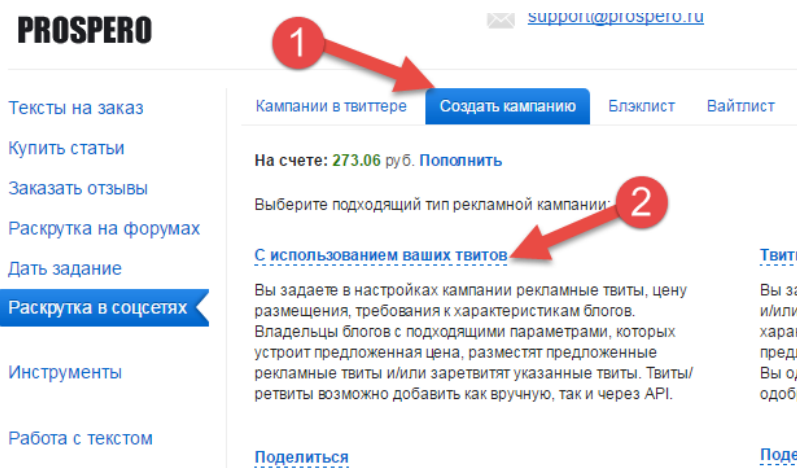 PROSPERO
support@prospero.ru
1
Кампании в твиттере
Создать кампанию
Блэклист
Вайтлист
Тексты на заказ
Купить статьи
Заказать отзывы
Раскрутка на форумах
Дать задание
Раскрутка в соцсетях
Инструменты
Работа с текстом
На счете: 273.06 руб. Пополнить
Выберите подходящий тип рекламной кампании:
2
С использованием ваших твитов
Вы задаете в настройках кампании рекламные твиты, цену
размещения, требования к характеристикам блогов.
Владельцы блогов с подходящими параметрами, которых
устроит предложенная цена, разместят предложенные
рекламные твиты и/или заретвитят указанные твиты. Твиты/
ретвиты возможно добавить как вручную, так и через API.
Поделиться
и/или